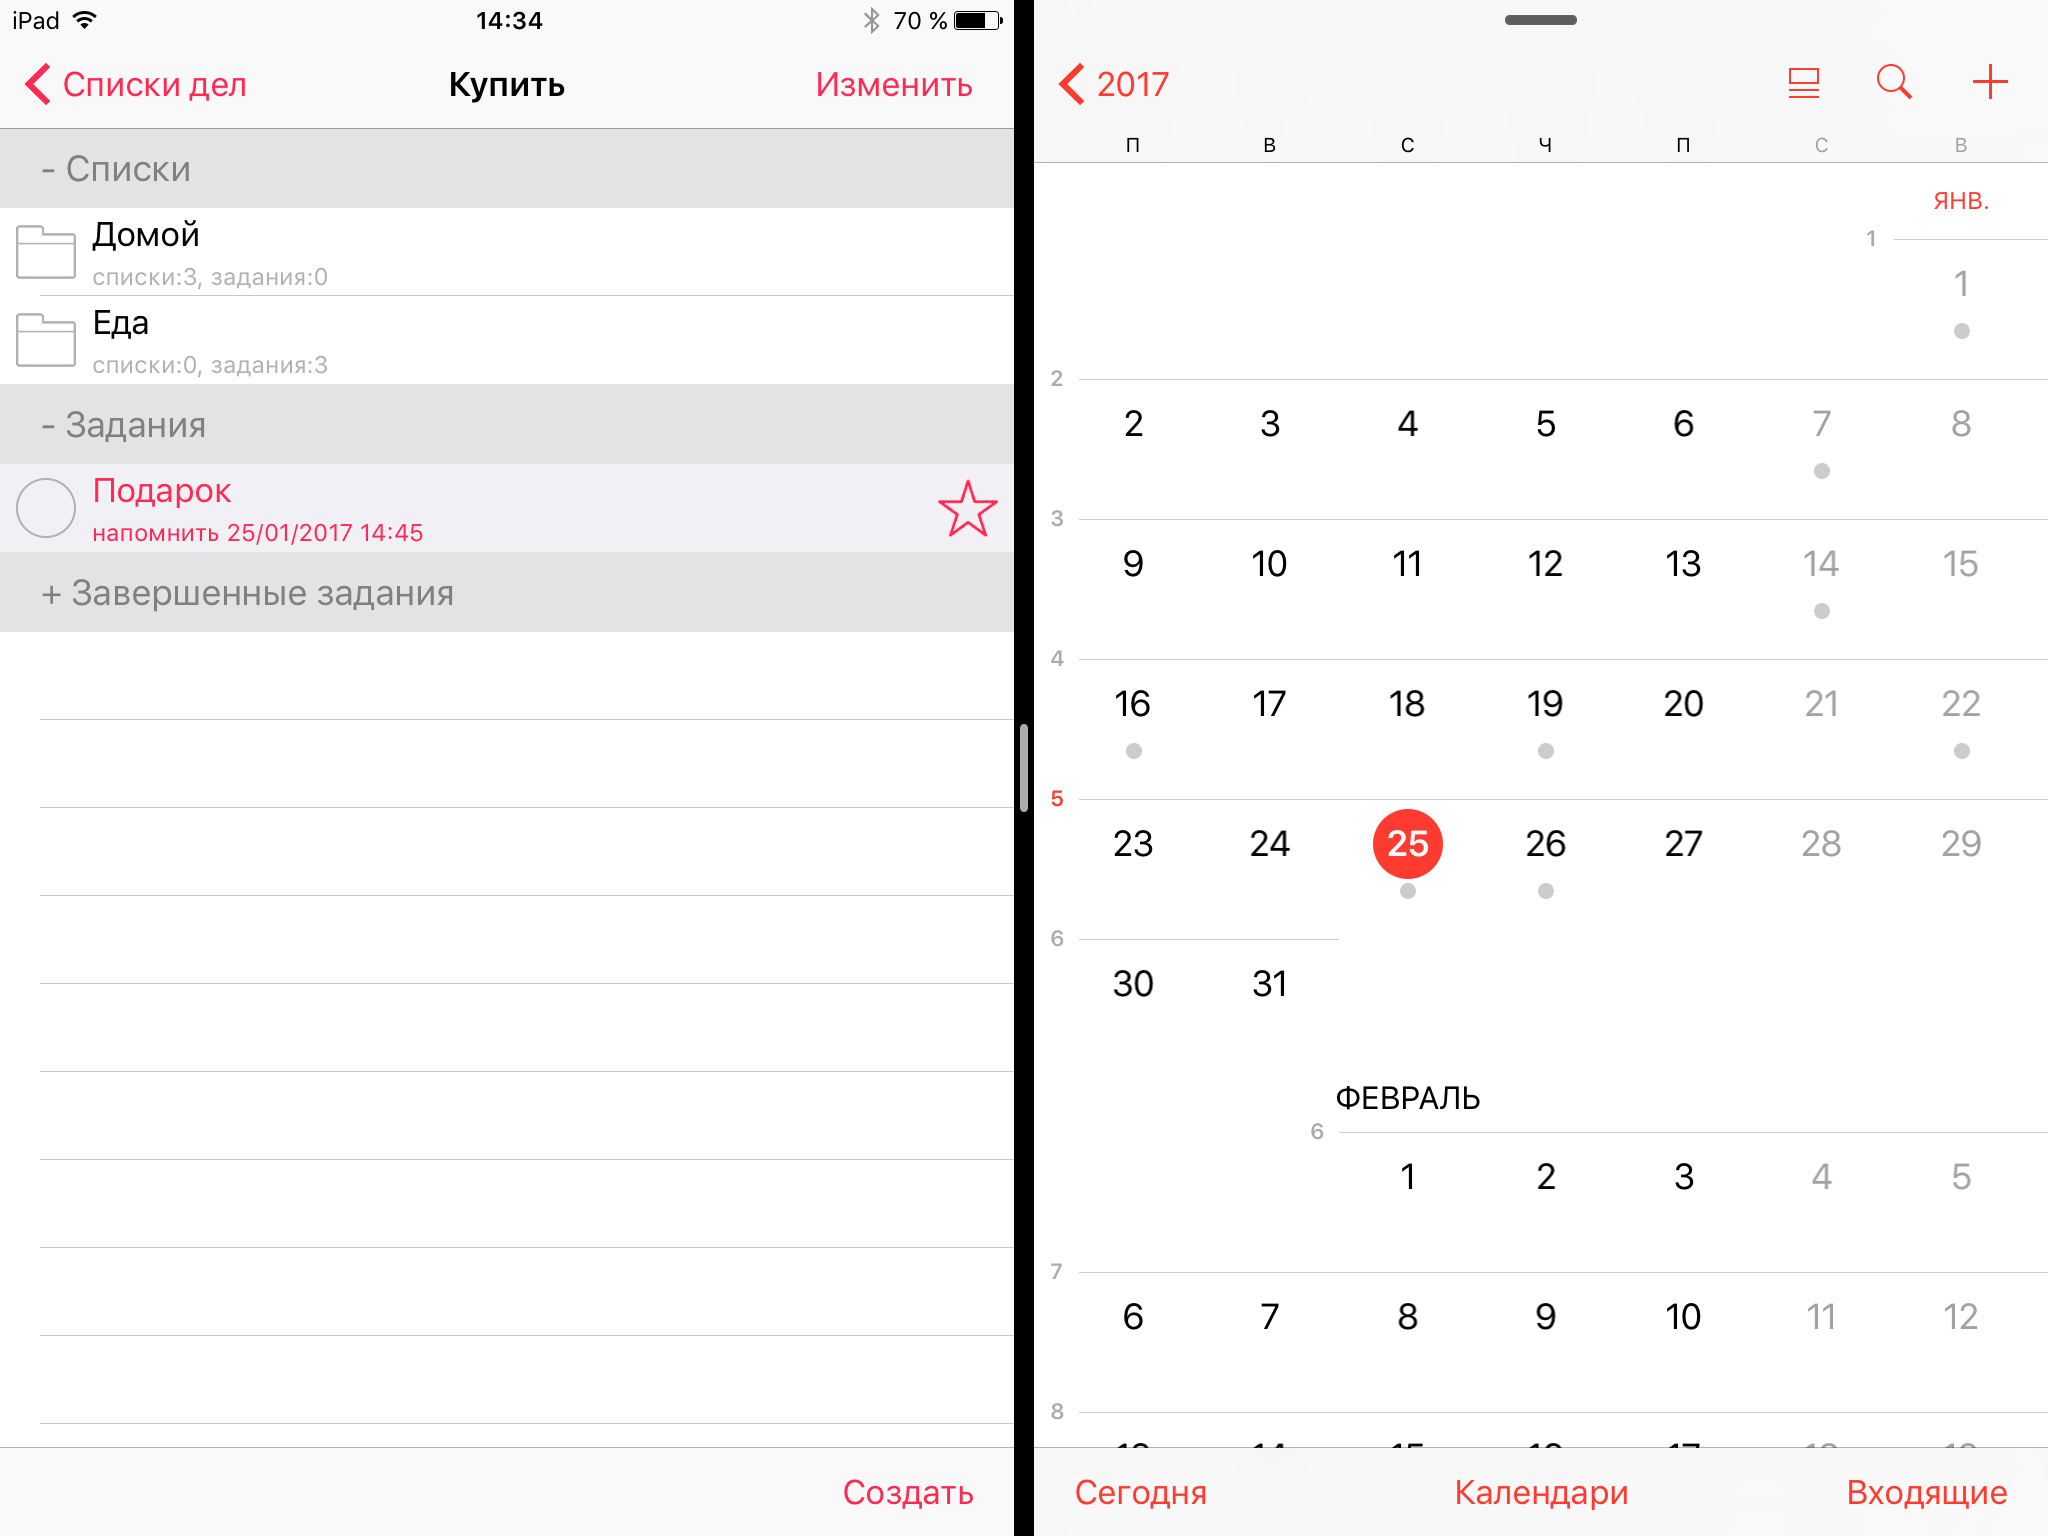 iPad 14:34 70 %
Списки дел Купить Изменить
- Списки
Домой
списки:3, задания:0
Еда
списки:0, задания:3
- Задания
Подарок
напомнить 25/01/2017 14:45
+ Завершенные задания
Создать
2017
П В С Ч П С В
ЯНВ.
1
1
2
2 3 4 5 6 7 8
3
9 10 11 12 13 14 15
4
16 17 18 19 20 21 22
5
23 24 25 26 27 28 29
6
30 31
ФЕВРАЛЬ
6
1 2 3 4 5
7
6 7 8 9 10 11 12
8
Сегодня Календари Входящие